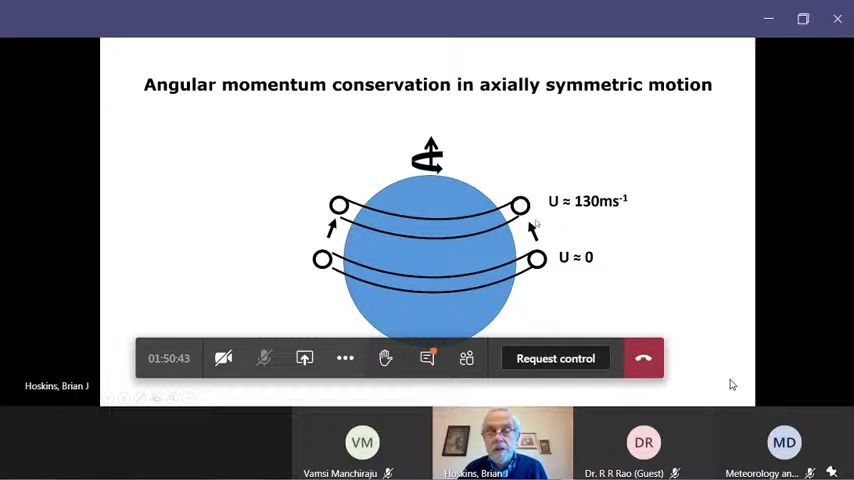 Angular momentum conservation in axially symmetric motion
U ≈ 130ms⁻¹
U ≈ 0
01:50:43
Request control
Hoskins, Brian J
VM
DR
MD
Vamsi Manchiraju
Hoskins, Brian J
Dr. R R Rao (Guest)
Meteorology an...